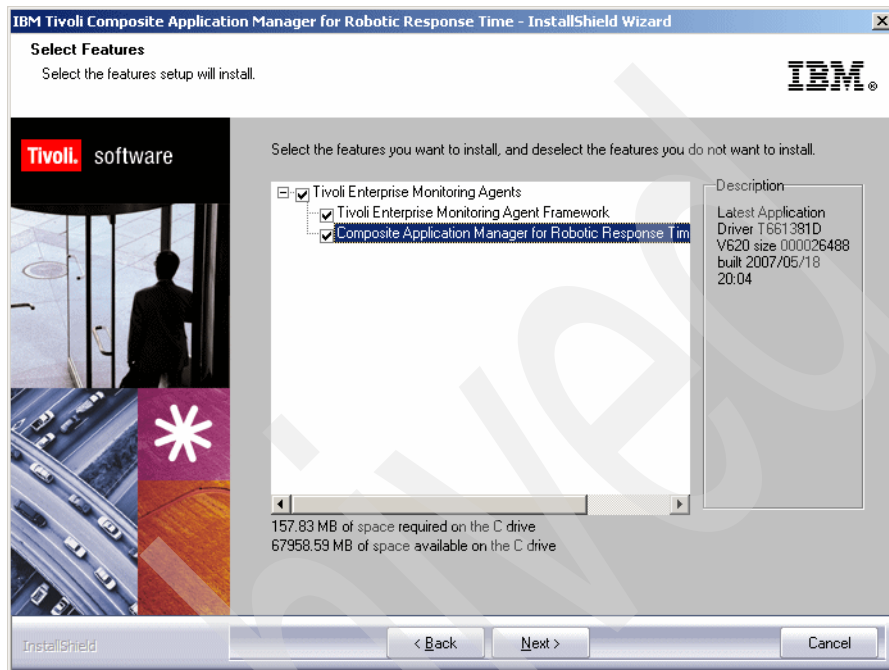 IBM Tivoli Composite Application Manager for Robotic Response Time - InstallShield Wizard
Select Features
Select the features setup will install.
IBM®
Tivoli. software
Select the features you want to install, and deselect the features you do not want to install.
Tivoli Enterprise Monitoring Agents
Tivoli Enterprise Monitoring Agent Framework
Composite Application Manager for Robotic Response Tim
Description
Latest Application
Driver T661381D
V620 size 000026488
built 2007/05/18
20:04
157.83 MB of space required on the C drive
67958.59 MB of space available on the C drive
InstallShield
< Back
Next >
Cancel